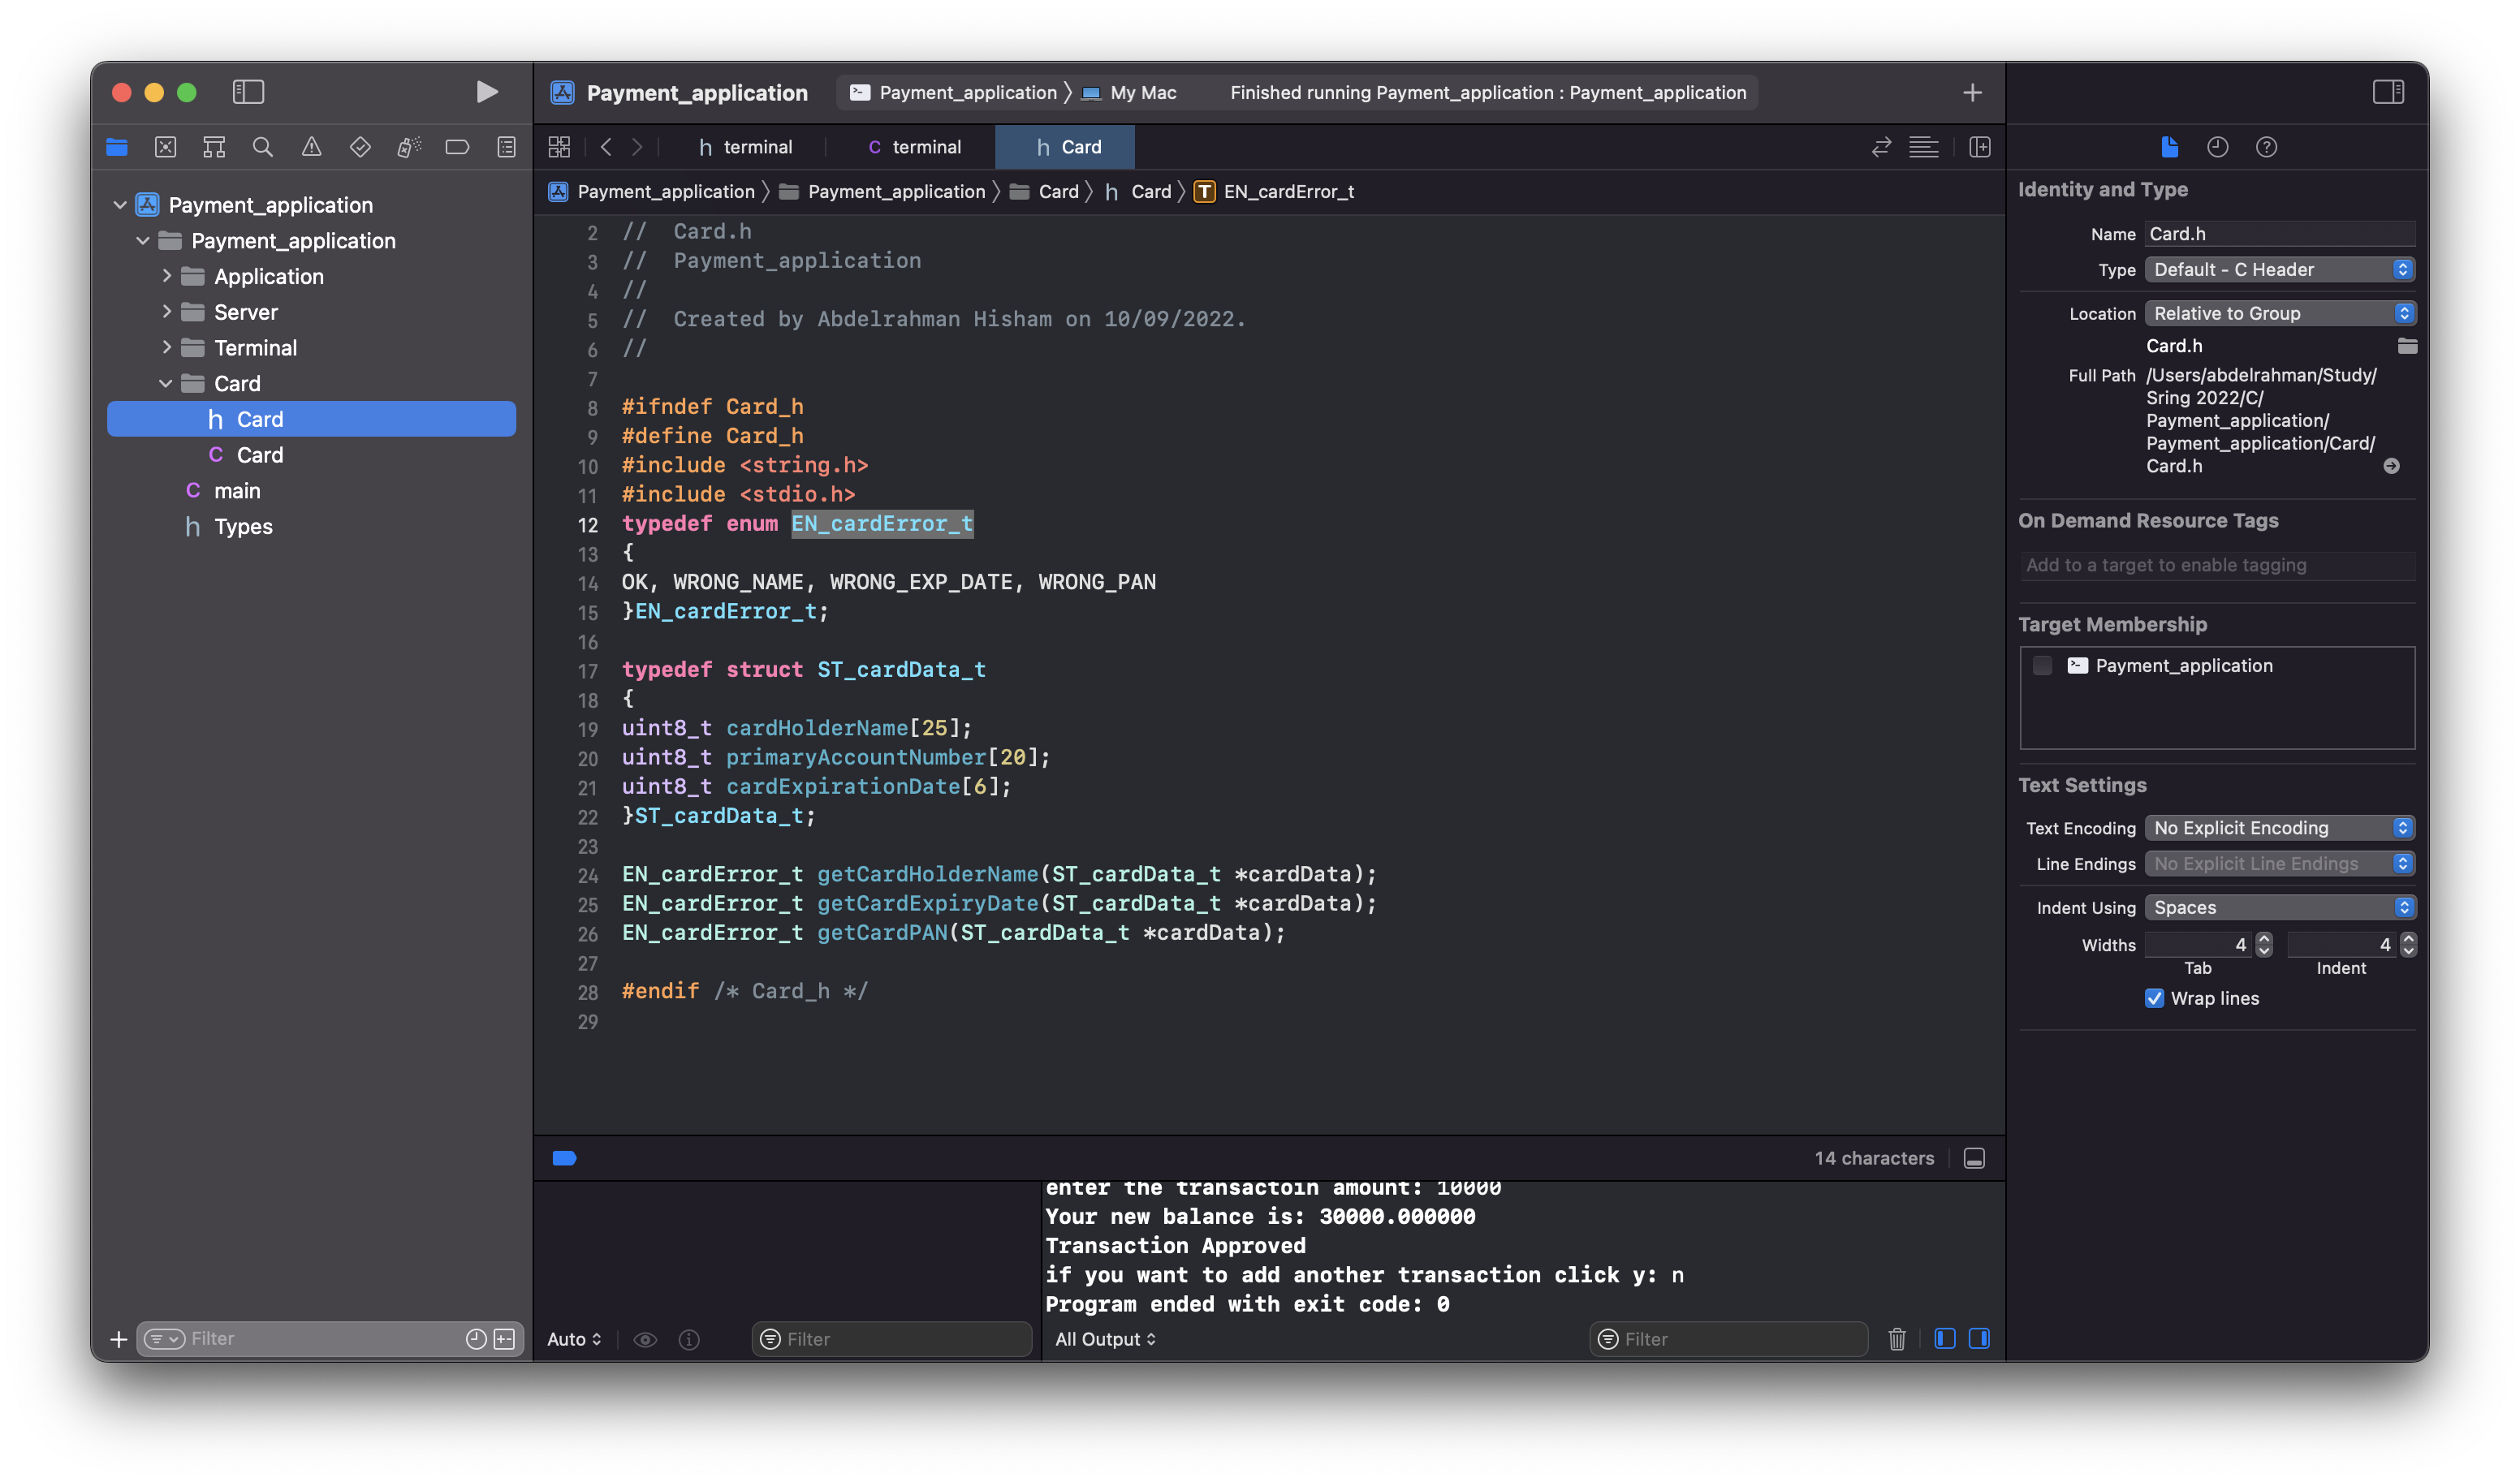 Payment_application
Payment_application 〉 My Mac
Finished running Payment_application : Payment_application
h terminal
C terminal
h Card
Payment_application 〉 Payment_application 〉 Card 〉 h Card 〉 T EN_cardError_t
Payment_application
Payment_application
Application
Server
Terminal
Card
h Card
C Card
C main
h Types
Filter
2 //  Card.h
3 //  Payment_application
4 //
5 //  Created by Abdelrahman Hisham on 10/09/2022.
6 //
7
8 #ifndef Card_h
9 #define Card_h
10 #include <string.h>
11 #include <stdio.h>
12 typedef enum EN_cardError_t
13 {
14 OK, WRONG_NAME, WRONG_EXP_DATE, WRONG_PAN
15 }EN_cardError_t;
16
17 typedef struct ST_cardData_t
18 {
19 uint8_t cardHolderName[25];
20 uint8_t primaryAccountNumber[20];
21 uint8_t cardExpirationDate[6];
22 }ST_cardData_t;
23
24 EN_cardError_t getCardHolderName(ST_cardData_t *cardData);
25 EN_cardError_t getCardExpiryDate(ST_cardData_t *cardData);
26 EN_cardError_t getCardPAN(ST_cardData_t *cardData);
27
28 #endif /* Card_h */
29
14 characters
enter the transactoin amount: 10000
Your new balance is: 30000.000000
Transaction Approved
if you want to add another transaction click y: n
Program ended with exit code: 0
Auto
Filter
All Output
Filter
Identity and Type
Name Card.h
Type Default - C Header
Location Relative to Group
Card.h
Full Path /Users/abdelrahman/Study/
Sring 2022/C/
Payment_application/
Payment_application/Card/
Card.h
On Demand Resource Tags
Add to a target to enable tagging
Target Membership
Payment_application
Text Settings
Text Encoding No Explicit Encoding
Line Endings No Explicit Line Endings
Indent Using Spaces
Widths 4 4
Tab Indent
Wrap lines